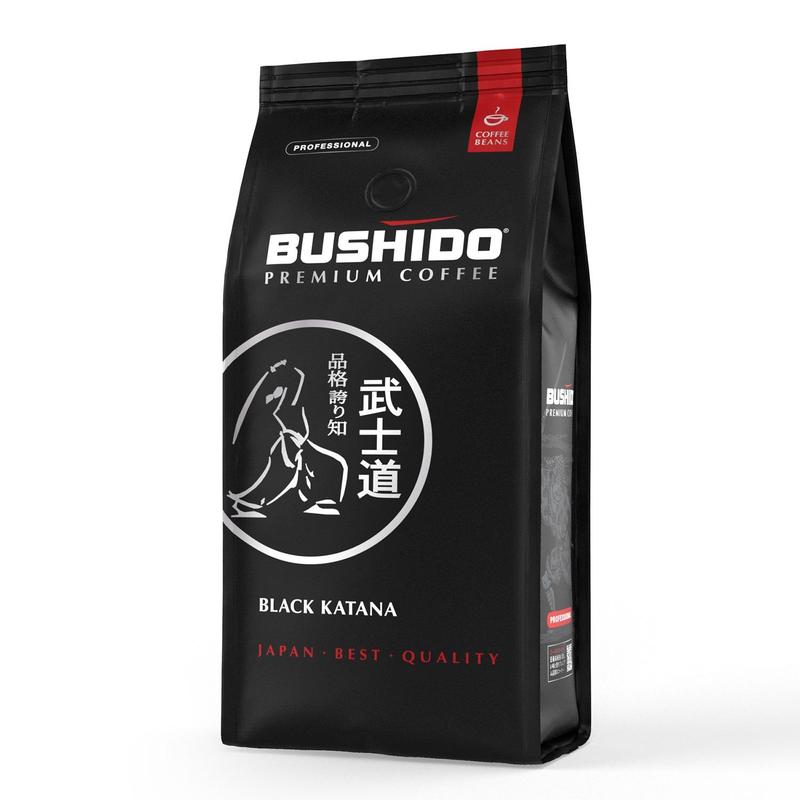 COFFEE
BEANS
PROFESSIONAL
BUSHIDO®
PREMIUM COFFEE
武士道
品格誇り知
BLACK KATANA
JAPAN · BEST · QUALITY
BUSHIDO
PREMIUM
PROFESSIONAL